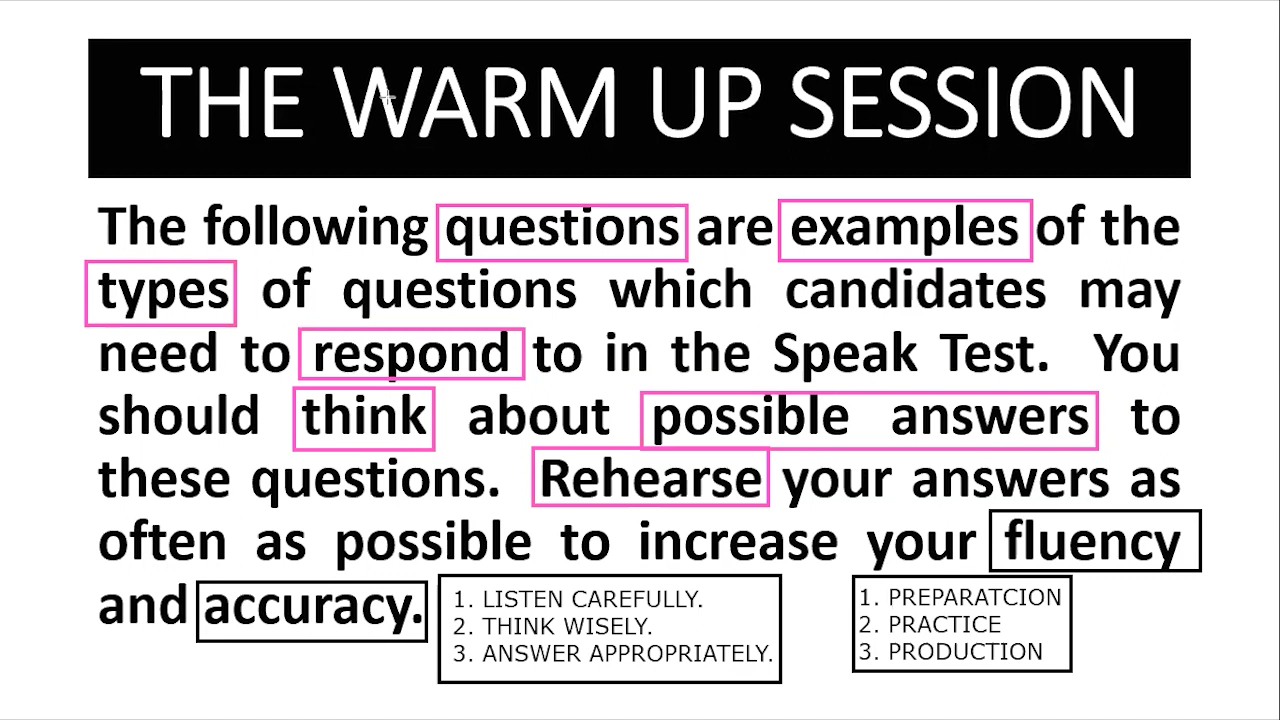 THE WARM UP SESSION
The following questions are examples of the
types of questions which candidates may
need to respond to in the Speak Test. You
should think about possible answers to
these questions. Rehearse your answers as
often as possible to increase your fluency
and accuracy.
1. LISTEN CAREFULLY.
2. THINK WISELY.
3. ANSWER APPROPRIATELY.
1. PREPARATCION
2. PRACTICE
3. PRODUCTION